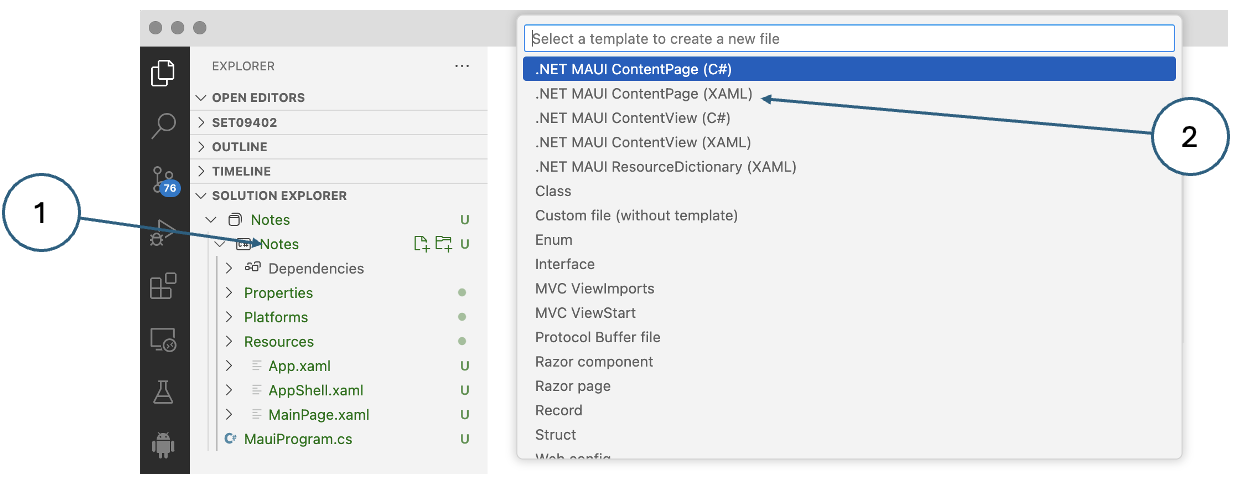 EXPLORER
OPEN EDITORS
SET09402
OUTLINE
TIMELINE
76
SOLUTION EXPLORER
Notes U
C# Notes U
Dependencies
Properties
Platforms
Resources
App.xaml U
AppShell.xaml U
MainPage.xaml U
C# MauiProgram.cs U
1
Select a template to create a new file
.NET MAUI ContentPage (C#)
.NET MAUI ContentPage (XAML)
.NET MAUI ContentView (C#)
.NET MAUI ContentView (XAML)
.NET MAUI ResourceDictionary (XAML)
Class
Custom file (without template)
Enum
Interface
MVC ViewImports
MVC ViewStart
Protocol Buffer file
Razor component
Razor page
Record
Struct
Web config
2